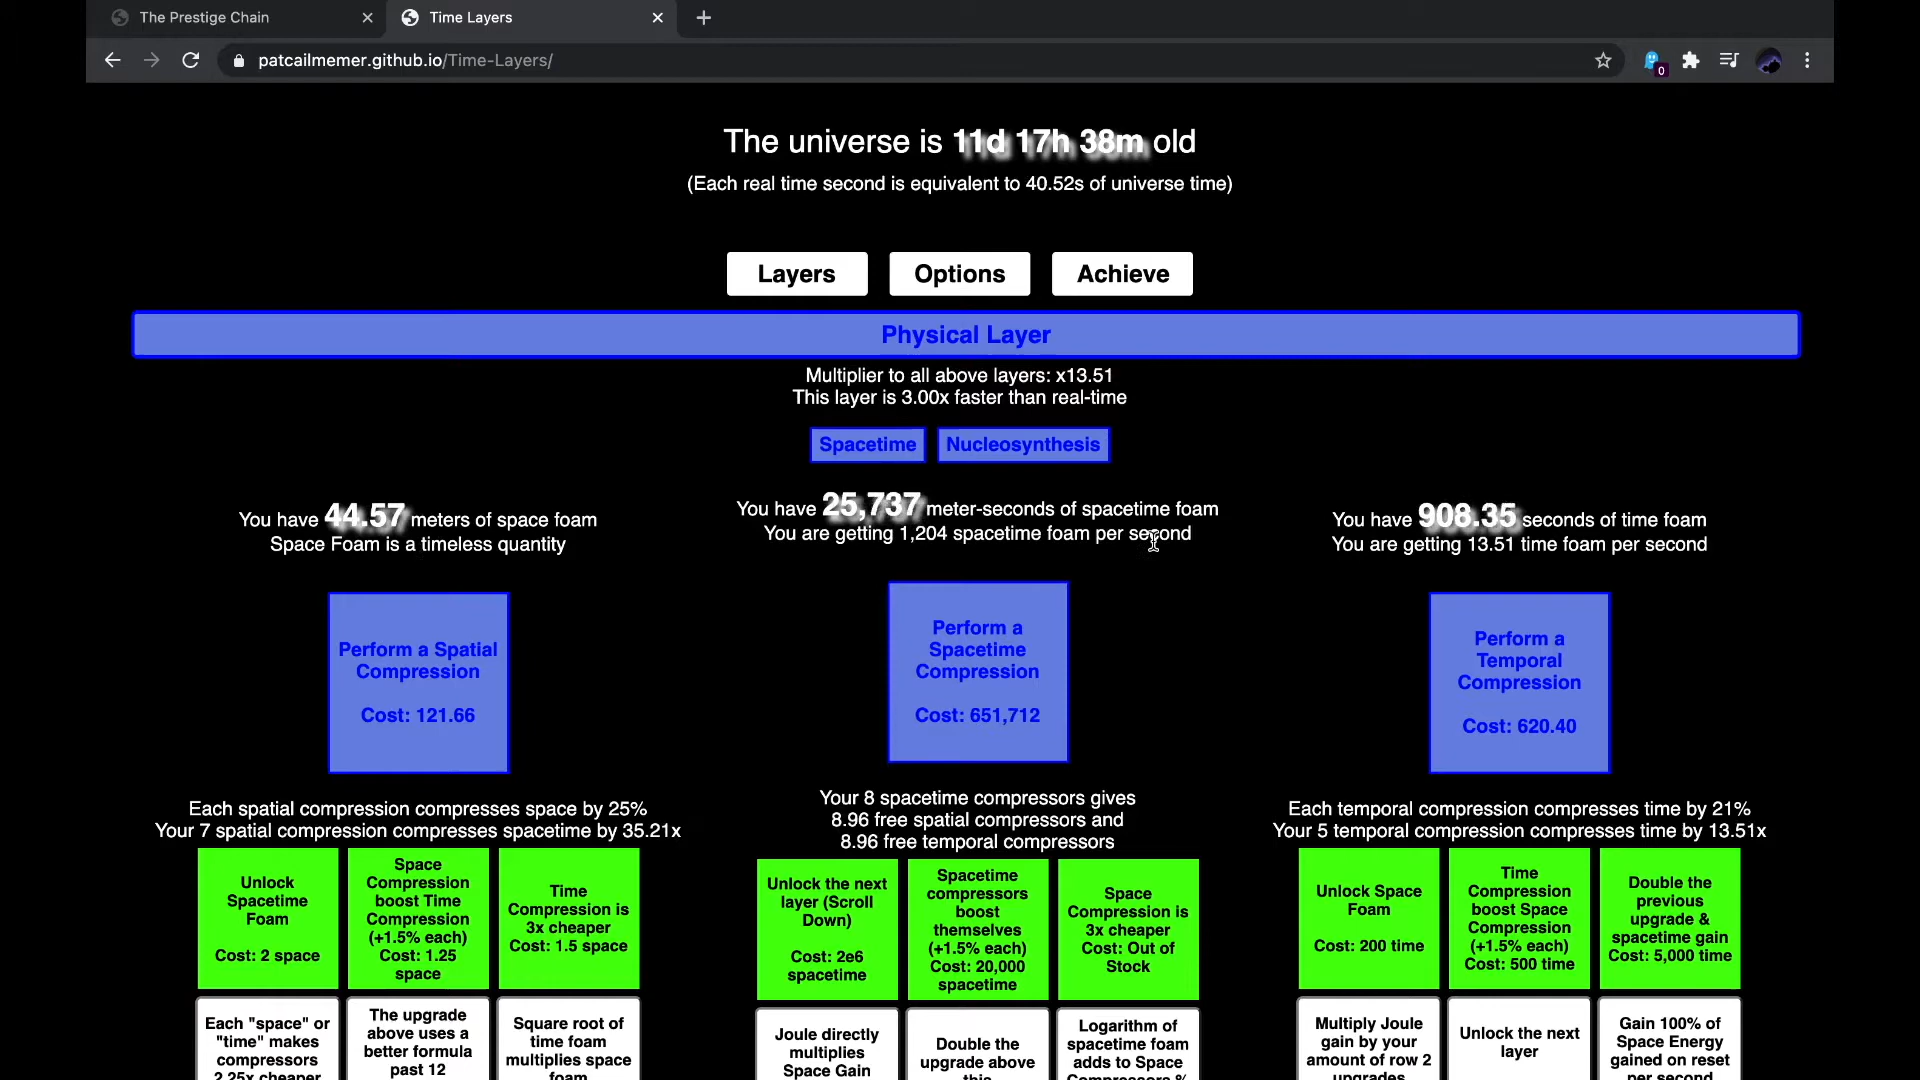 The Prestige Chain
Time Layers
patcailmemer.github.io/Time-Layers/
0
The universe is 11d 17h 38m old
(Each real time second is equivalent to 40.52s of universe time)
Layers
Options
Achieve
Physical Layer
Multiplier to all above layers: x13.51
This layer is 3.00x faster than real-time
Spacetime
Nucleosynthesis
You have 44.57 meters of space foam
Space Foam is a timeless quantity
Perform a Spatial
Compression
Cost: 121.66
Each spatial compression compresses space by 25%
Your 7 spatial compression compresses spacetime by 35.21x
Unlock
Spacetime
Foam
Cost: 2 space
Space
Compression
boost Time
Compression
(+1.5% each)
Cost: 1.25
space
Time
Compression is
3x cheaper
Cost: 1.5 space
Each "space" or
"time" makes
compressors
2.25x cheaper
The upgrade
above uses a
better formula
past 12
Square root of
time foam
multiplies space
foam
You have 25,737 meter-seconds of spacetime foam
You are getting 1,204 spacetime foam per second
Perform a
Spacetime
Compression
Cost: 651,712
Your 8 spacetime compressors gives
8.96 free spatial compressors and
8.96 free temporal compressors
Unlock the next
layer (Scroll
Down)
Cost: 2e6
spacetime
Spacetime
compressors
boost
themselves
(+1.5% each)
Cost: 20,000
spacetime
Space
Compression is
3x cheaper
Cost: Out of
Stock
Joule directly
multiplies
Space Gain
Double the
upgrade above
this
Logarithm of
spacetime foam
adds to Space
Compressors %
You have 908.35 seconds of time foam
You are getting 13.51 time foam per second
Perform a
Temporal
Compression
Cost: 620.40
Each temporal compression compresses time by 21%
Your 5 temporal compression compresses time by 13.51x
Unlock Space
Foam
Cost: 200 time
Time
Compression
boost Space
Compression
(+1.5% each)
Cost: 500 time
Double the
previous
upgrade &
spacetime gain
Cost: 5,000 time
Multiply Joule
gain by your
amount of row 2
upgrades
Unlock the next
layer
Gain 100% of
Space Energy
gained on reset
per second